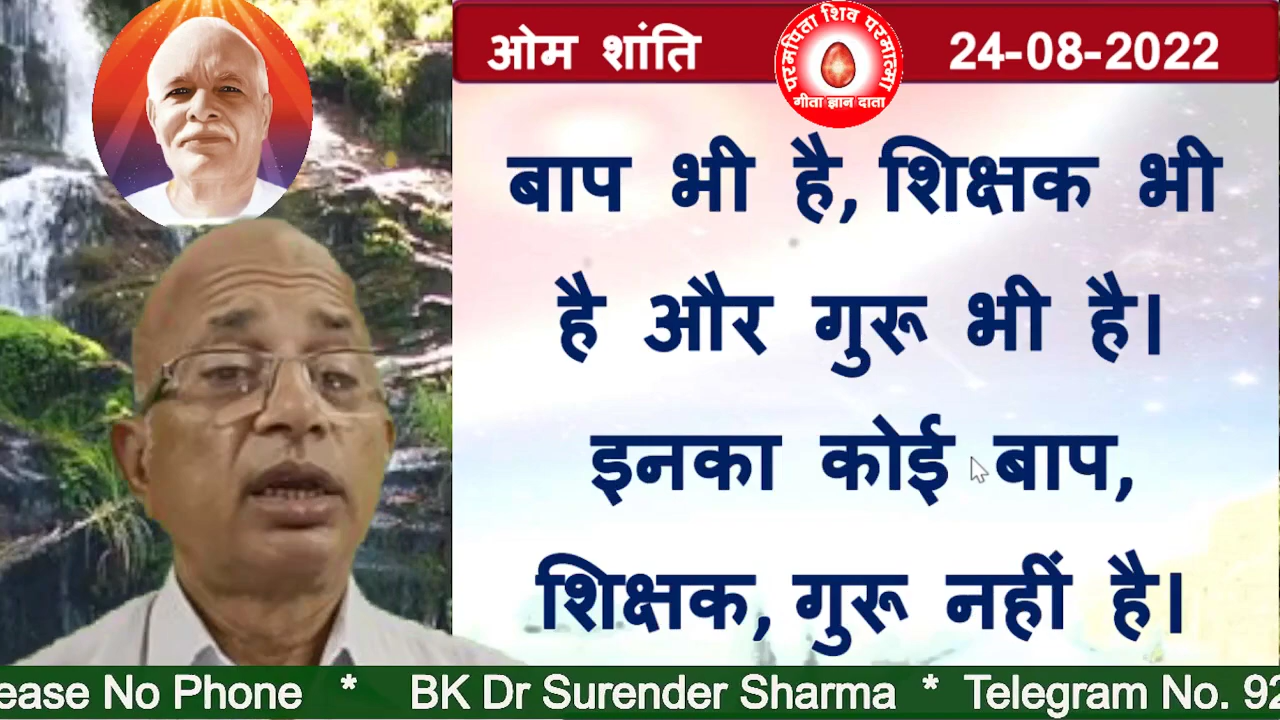 ओम शांति
परमपिता शिव परमात्मा
गीता ज्ञान दाता
24-08-2022
बाप भी है, शिक्षक भी
है और गुरू भी है।
इनका कोई बाप,
शिक्षक, गुरू नहीं है।
ease No Phone * BK Dr Surender Sharma * Telegram No. 92